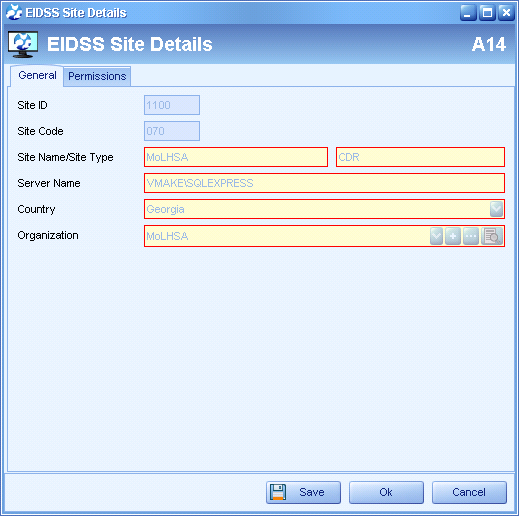 EIDSS Site Details
EIDSS Site Details A14
General Permissions
Site ID 1100
Site Code 070
Site Name/Site Type MoLHSA CDR
Server Name VMAKE\SQLEXPRESS
Country Georgia
Organization MoLHSA
Save Ok Cancel